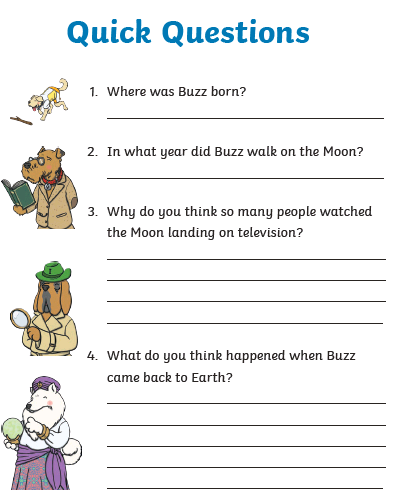 Quick Questions
1. Where was Buzz born?
2. In what year did Buzz walk on the Moon?
3. Why do you think so many people watched
the Moon landing on television?
4. What do you think happened when Buzz
came back to Earth?